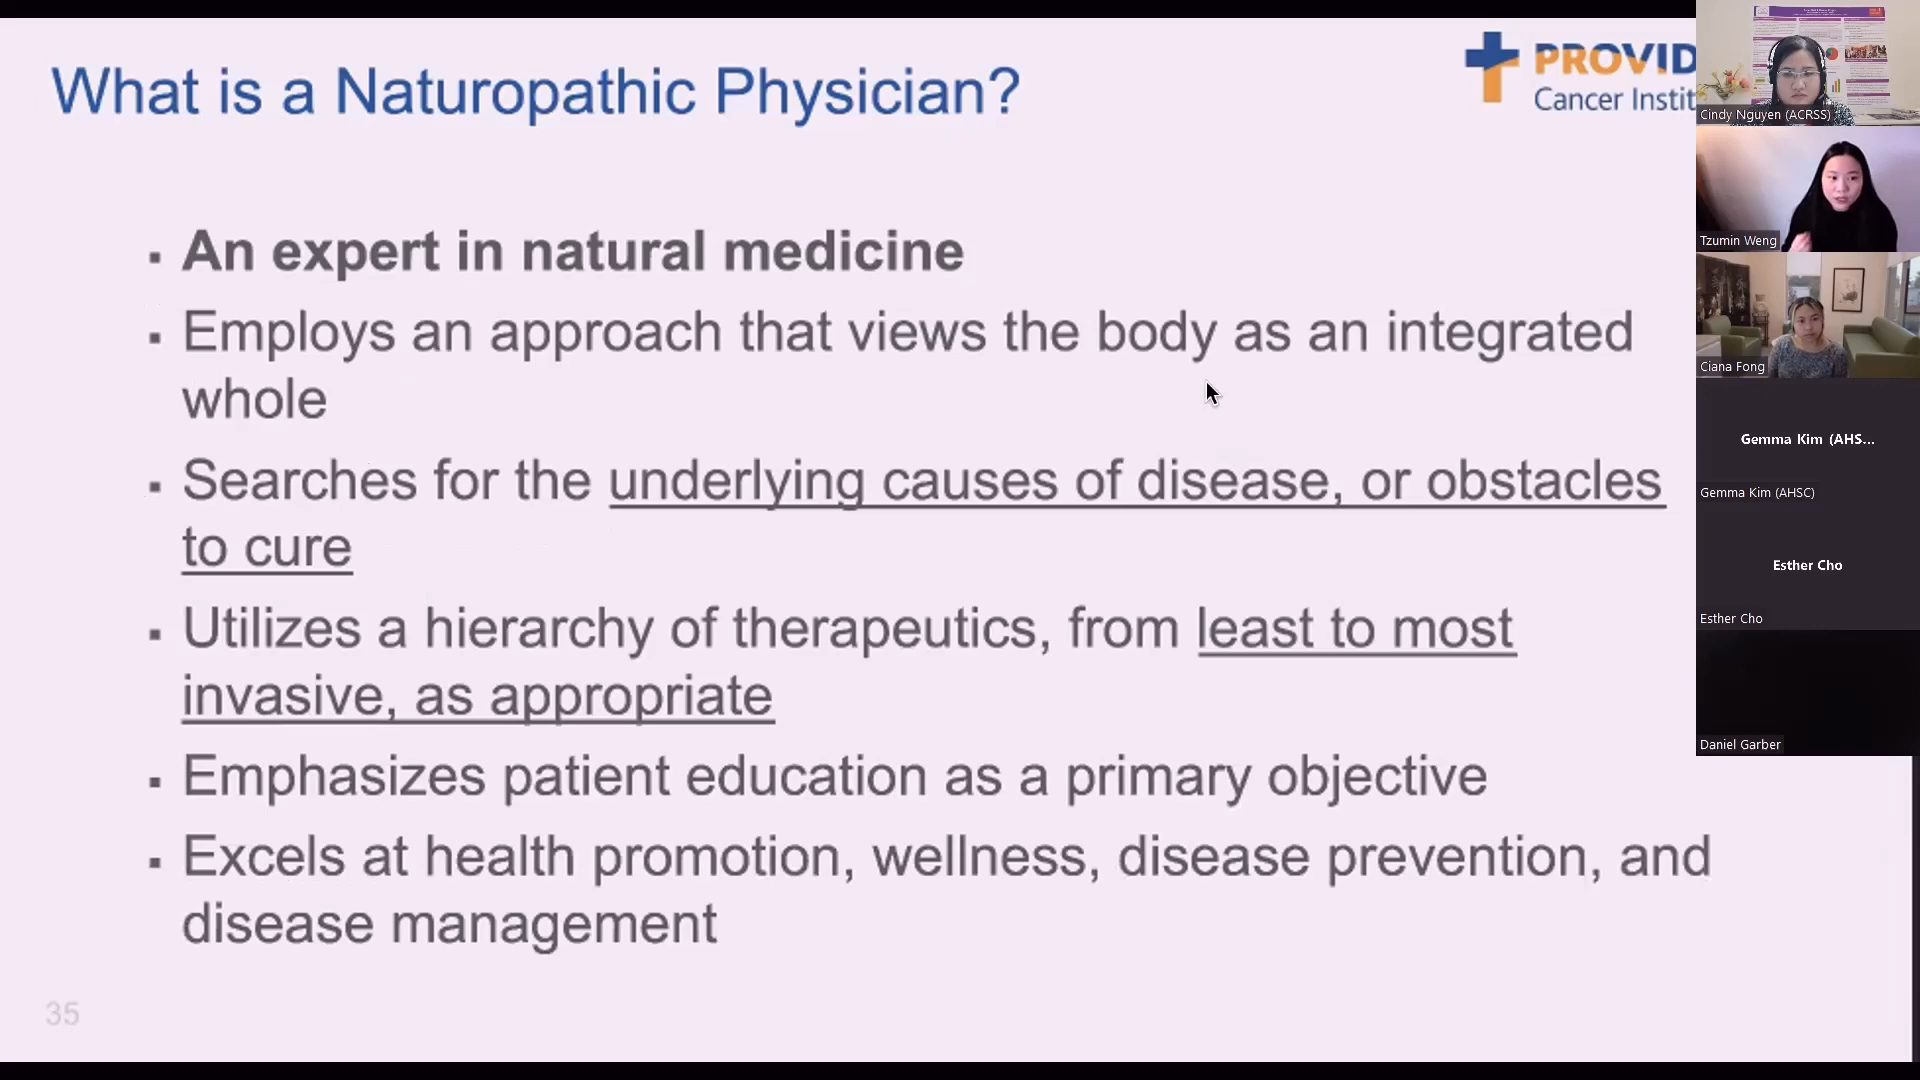 What is a Naturopathic Physician?
PROVID
Cancer Instit
▪ An expert in natural medicine
▪ Employs an approach that views the body as an integrated
whole
▪ Searches for the underlying causes of disease, or obstacles
to cure
▪ Utilizes a hierarchy of therapeutics, from least to most
invasive, as appropriate
▪ Emphasizes patient education as a primary objective
▪ Excels at health promotion, wellness, disease prevention, and
disease management
35
Cindy Nguyen (ACRSS)
Tzumin Weng
Ciana Fong
Gemma Kim (AHS...
Gemma Kim (AHSC)
Esther Cho
Esther Cho
Daniel Garber